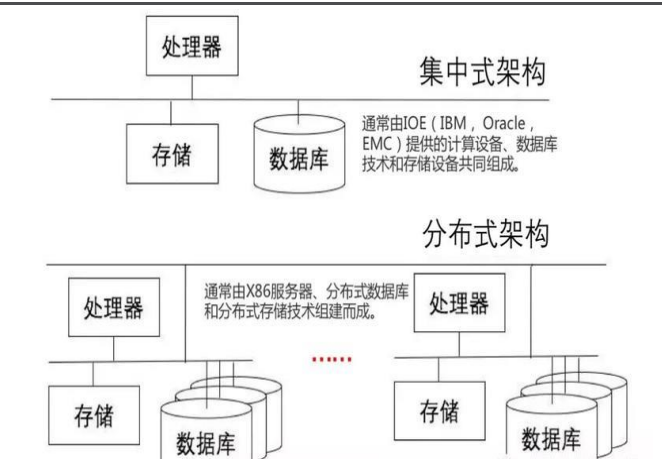 处理器
集中式架构
存储
数据库
通常由IOE（IBM，Oracle，
EMC）提供的计算设备、数据库
技术和存储设备共同组成。
分布式架构
处理器
通常由X86服务器、分布式数据库
和分布式存储技术组建而成。
处理器
......
存储
数据库
存储
数据库